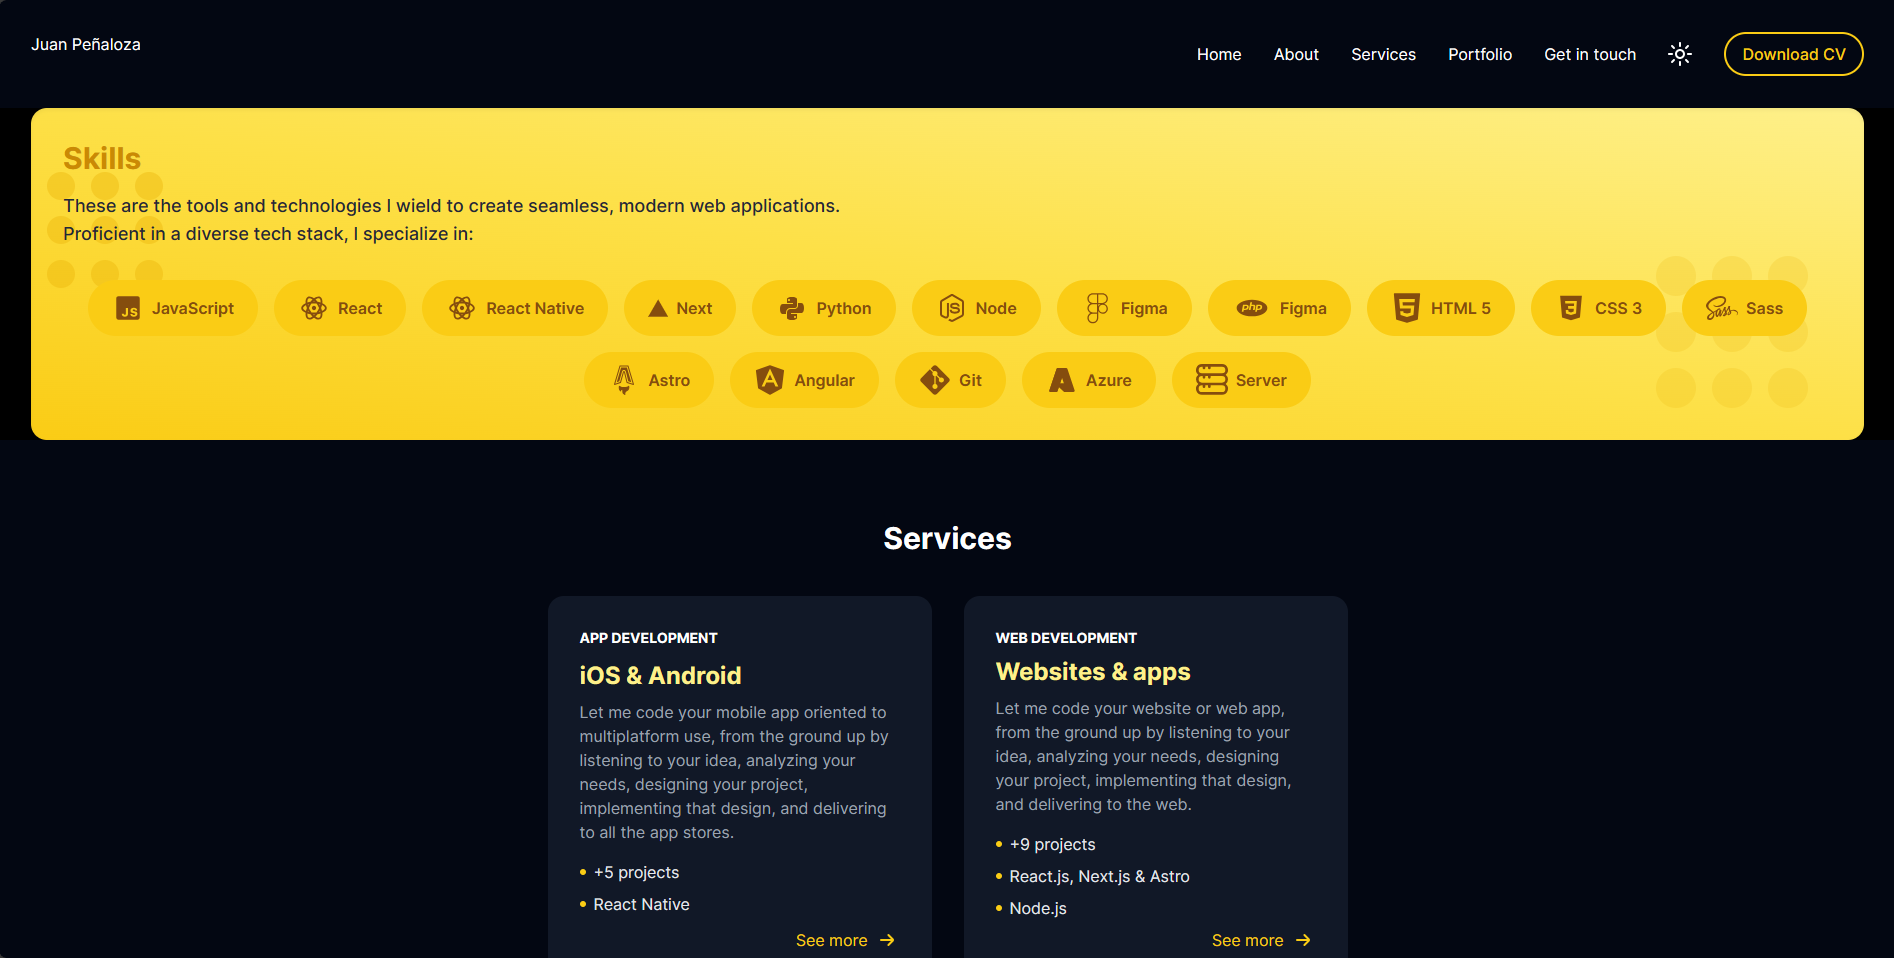 Juan Peñaloza
Home About Services Portfolio Get in touch Download CV
Skills
These are the tools and technologies I wield to create seamless, modern web applications.
Proficient in a diverse tech stack, I specialize in:
JS JavaScript React React Native Next Python JS Node Figma php Figma 5 HTML 5 3 CSS 3 Sass Sass
Astro A Angular Git Azure Server
Services
APP DEVELOPMENT
iOS & Android
Let me code your mobile app oriented to
multiplatform use, from the ground up by
listening to your idea, analyzing your
needs, designing your project,
implementing that design, and delivering
to all the app stores.
+5 projects
React Native
See more
WEB DEVELOPMENT
Websites & apps
Let me code your website or web app,
from the ground up by listening to your
idea, analyzing your needs, designing
your project, implementing that design,
and delivering to the web.
+9 projects
React.js, Next.js & Astro
Node.js
See more